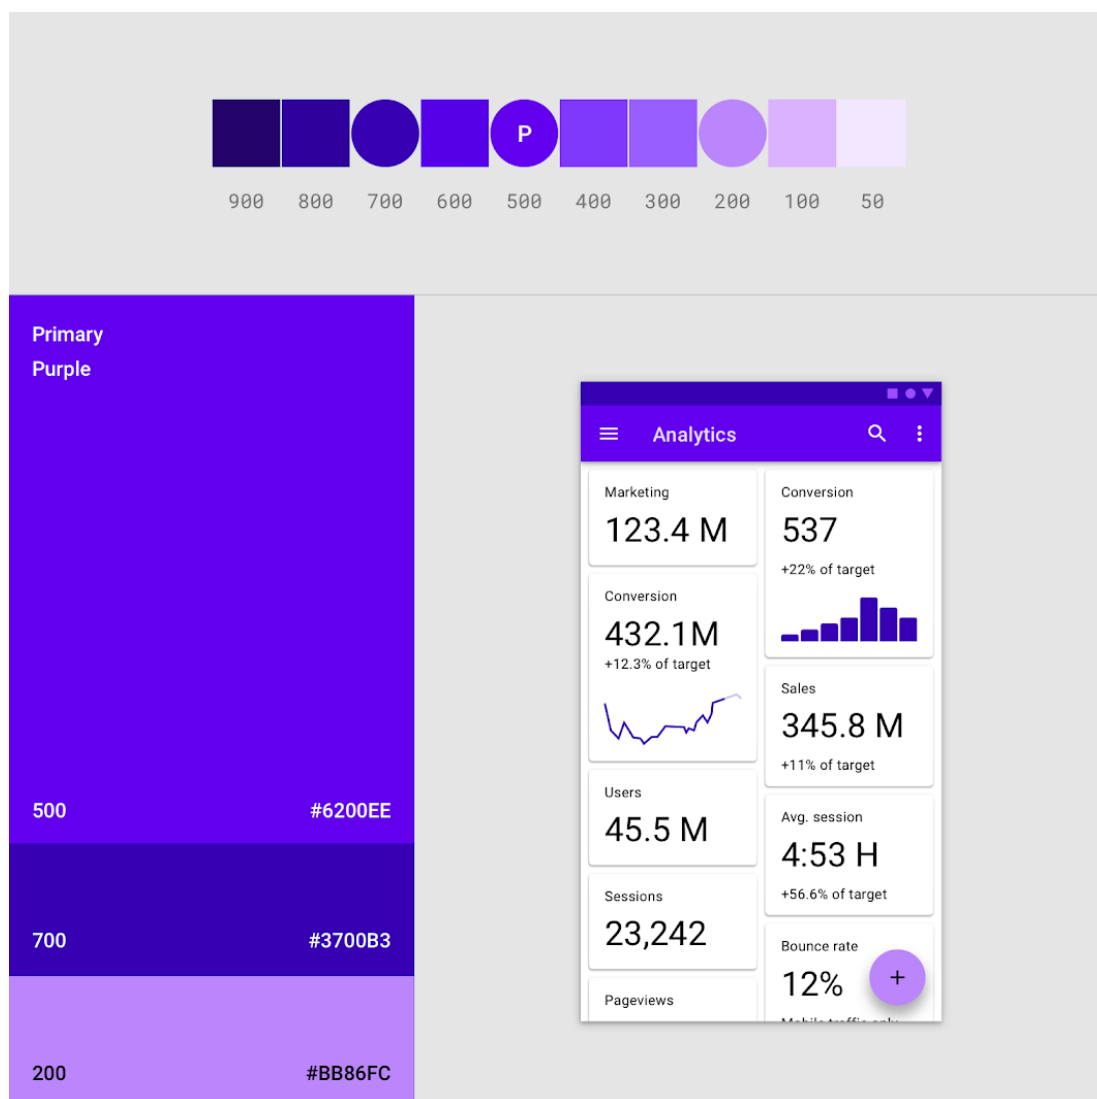 P
900 800 700 600 500 400 300 200 100 50
Primary
Purple
500 #6200EE
700 #3700B3
200 #BB86FC
Analytics
Marketing
123.4 M
Conversion
432.1M
+12.3% of target
Users
45.5 M
Sessions
23,242
Pageviews
Conversion
537
+22% of target
Sales
345.8 M
+11% of target
Avg. session
4:53 H
+56.6% of target
Bounce rate
12%
+
Mobile traffic only